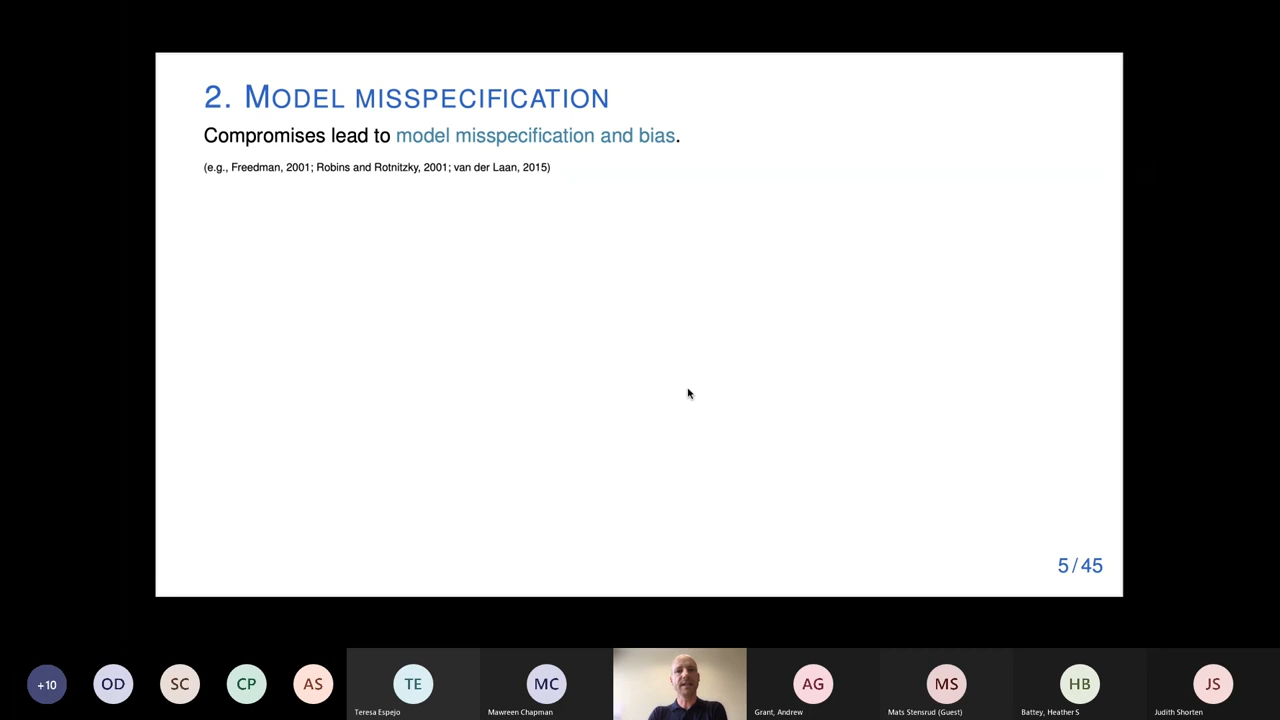 2. MODEL MISSPECIFICATION
Compromises lead to model misspecification and bias.
(e.g., Freedman, 2001; Robins and Rotnitzky, 2001; van der Laan, 2015)
5/45
+10
OD
SC
CP
AS
TE
MC
AG
MS
HB
JS
Teresa Espejo
Mawreen Chapman
Grant, Andrew
Mats Stensrud (Guest)
Battey, Heather S
Judith Shorten